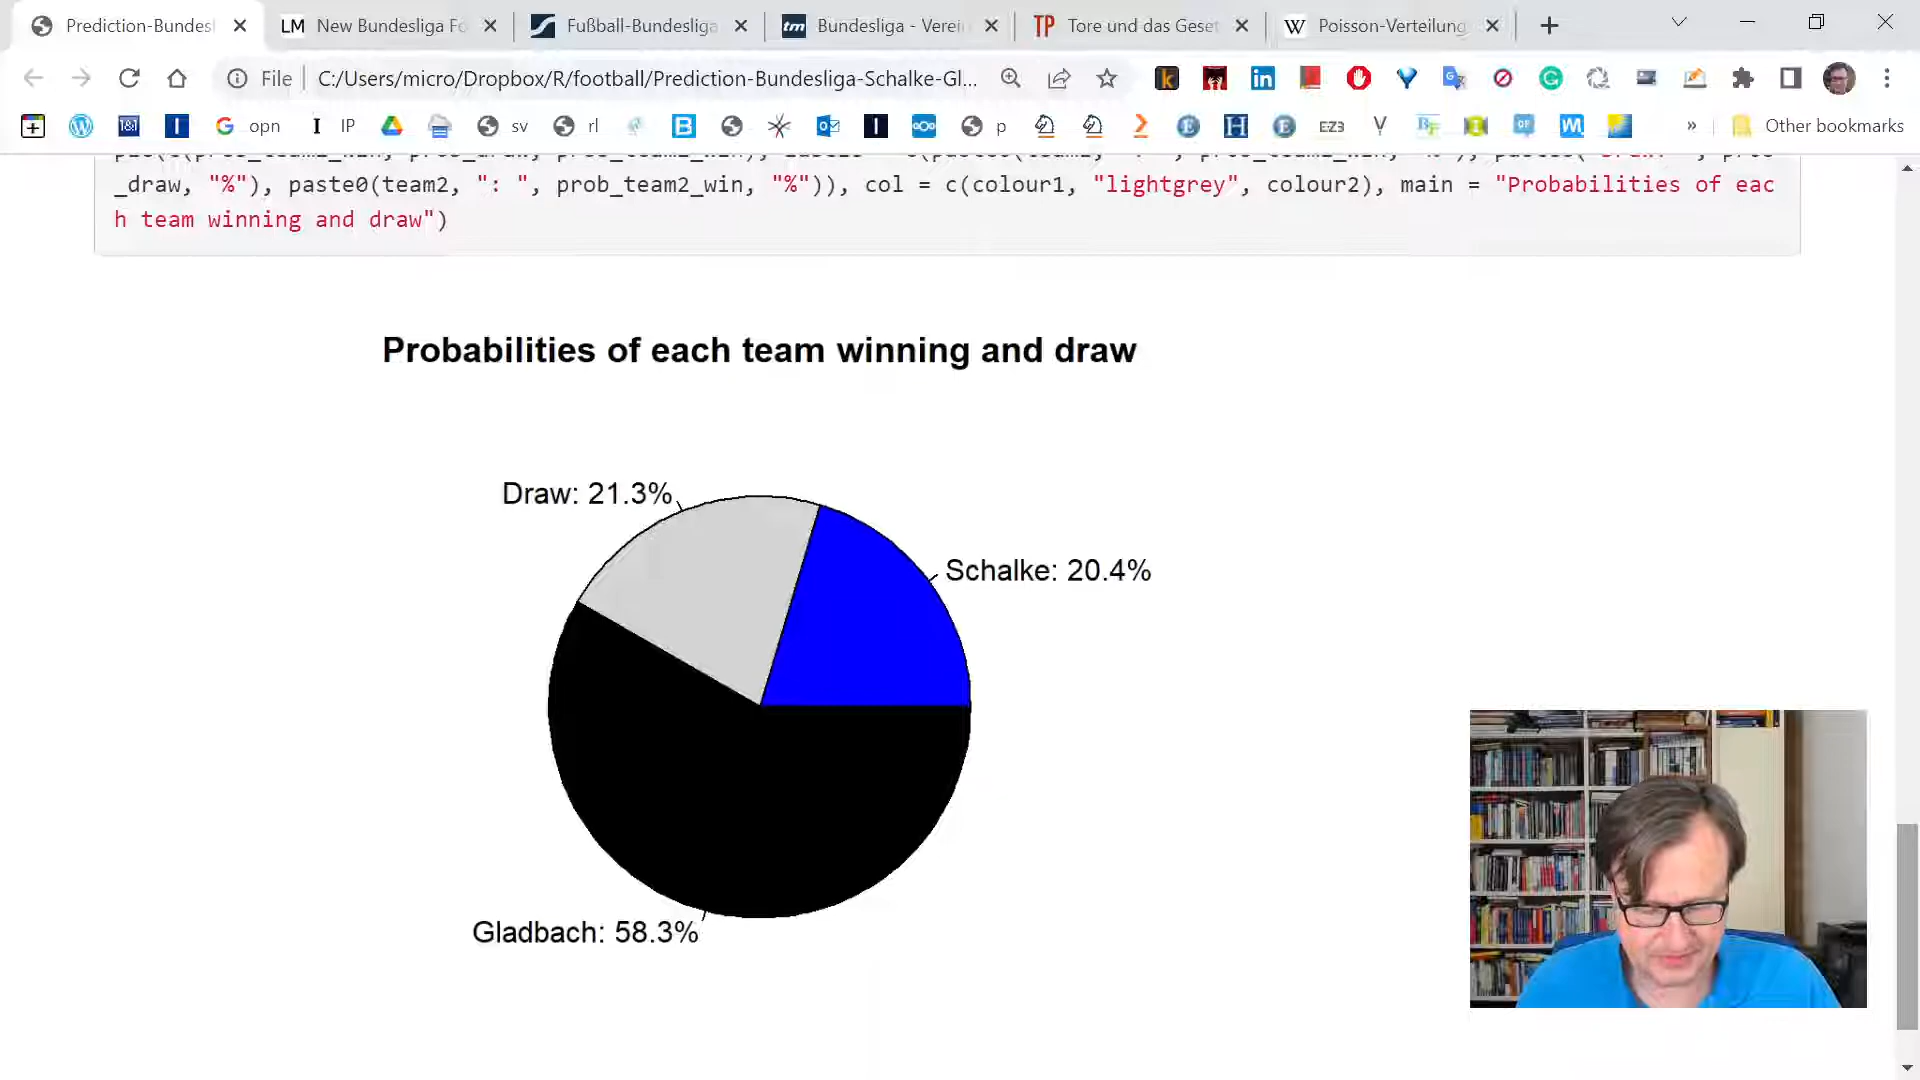 Prediction-Bundesl
New Bundesliga Fo
Fußball-Bundesliga
Bundesliga - Verein
Tore und das Geset
Poisson-Verteilung
LM
tm
TP
W
File
C:/Users/micro/Dropbox/R/football/Prediction-Bundesliga-Schalke-Gl...
opn
IP
sv
rl
p
EZ3
» Other bookmarks
_draw, "%"), paste0(team2, ": ", prob_team2_win, "%")), col = c(colour1, "lightgrey", colour2), main = "Probabilities of eac
h team winning and draw")
Probabilities of each team winning and draw
Draw: 21.3%
Schalke: 20.4%
Gladbach: 58.3%